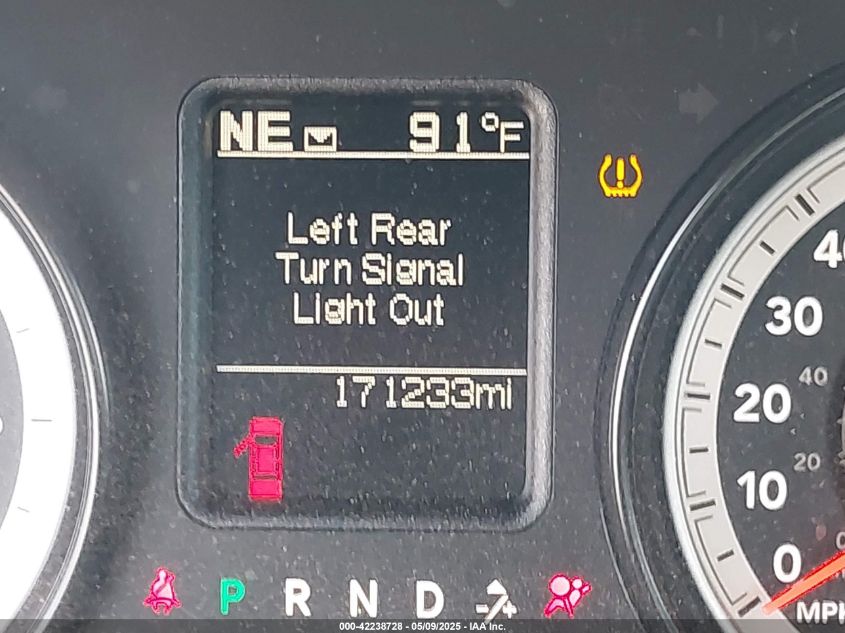 NE 91°F
Left Rear
Turn Signal
Light Out
171233mi
P R N D -/+
40
30
20
10
0
MPH
40
20
000-42238728 - 05/09/2025 - IAA Inc.